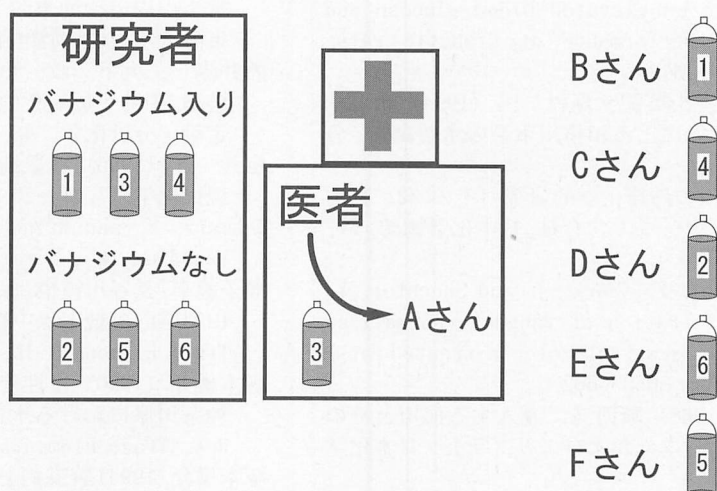 研究者
バナジウム入り
1 3 4
バナジウムなし
2 5 6
医者
Aさん
3
Bさん 1
Cさん 4
Dさん 2
Eさん 6
Fさん 5